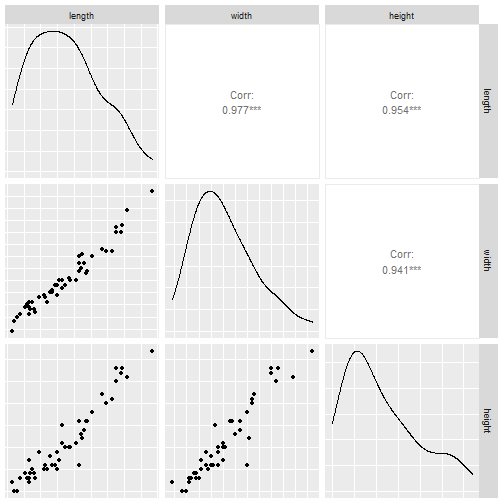 length
width
height
length
Corr:
0.977***
Corr:
0.954***
width
Corr:
0.941***
height